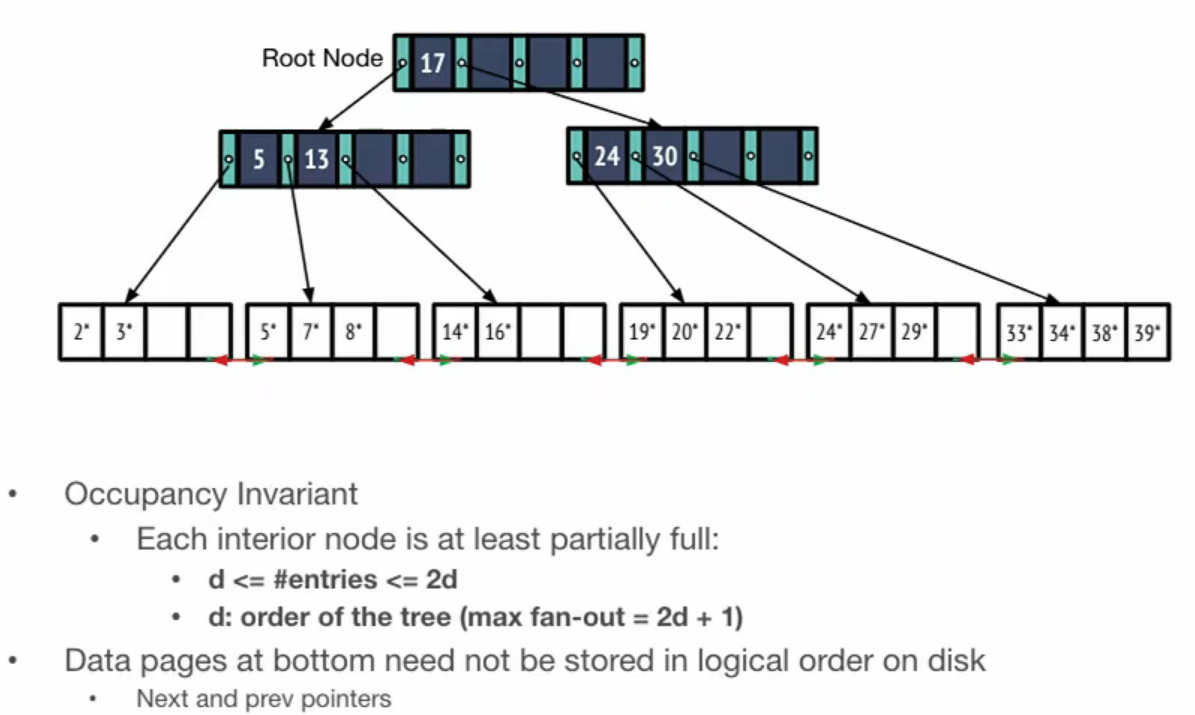 Root Node
17
5 13
24 30
2* 3*
5* 7* 8*
14* 16*
19* 20* 22*
24* 27* 29*
33* 34* 38* 39*
• Occupancy Invariant
• Each interior node is at least partially full:
• d <= #entries <= 2d
• d: order of the tree (max fan-out = 2d + 1)
• Data pages at bottom need not be stored in logical order on disk
• Next and prev pointers